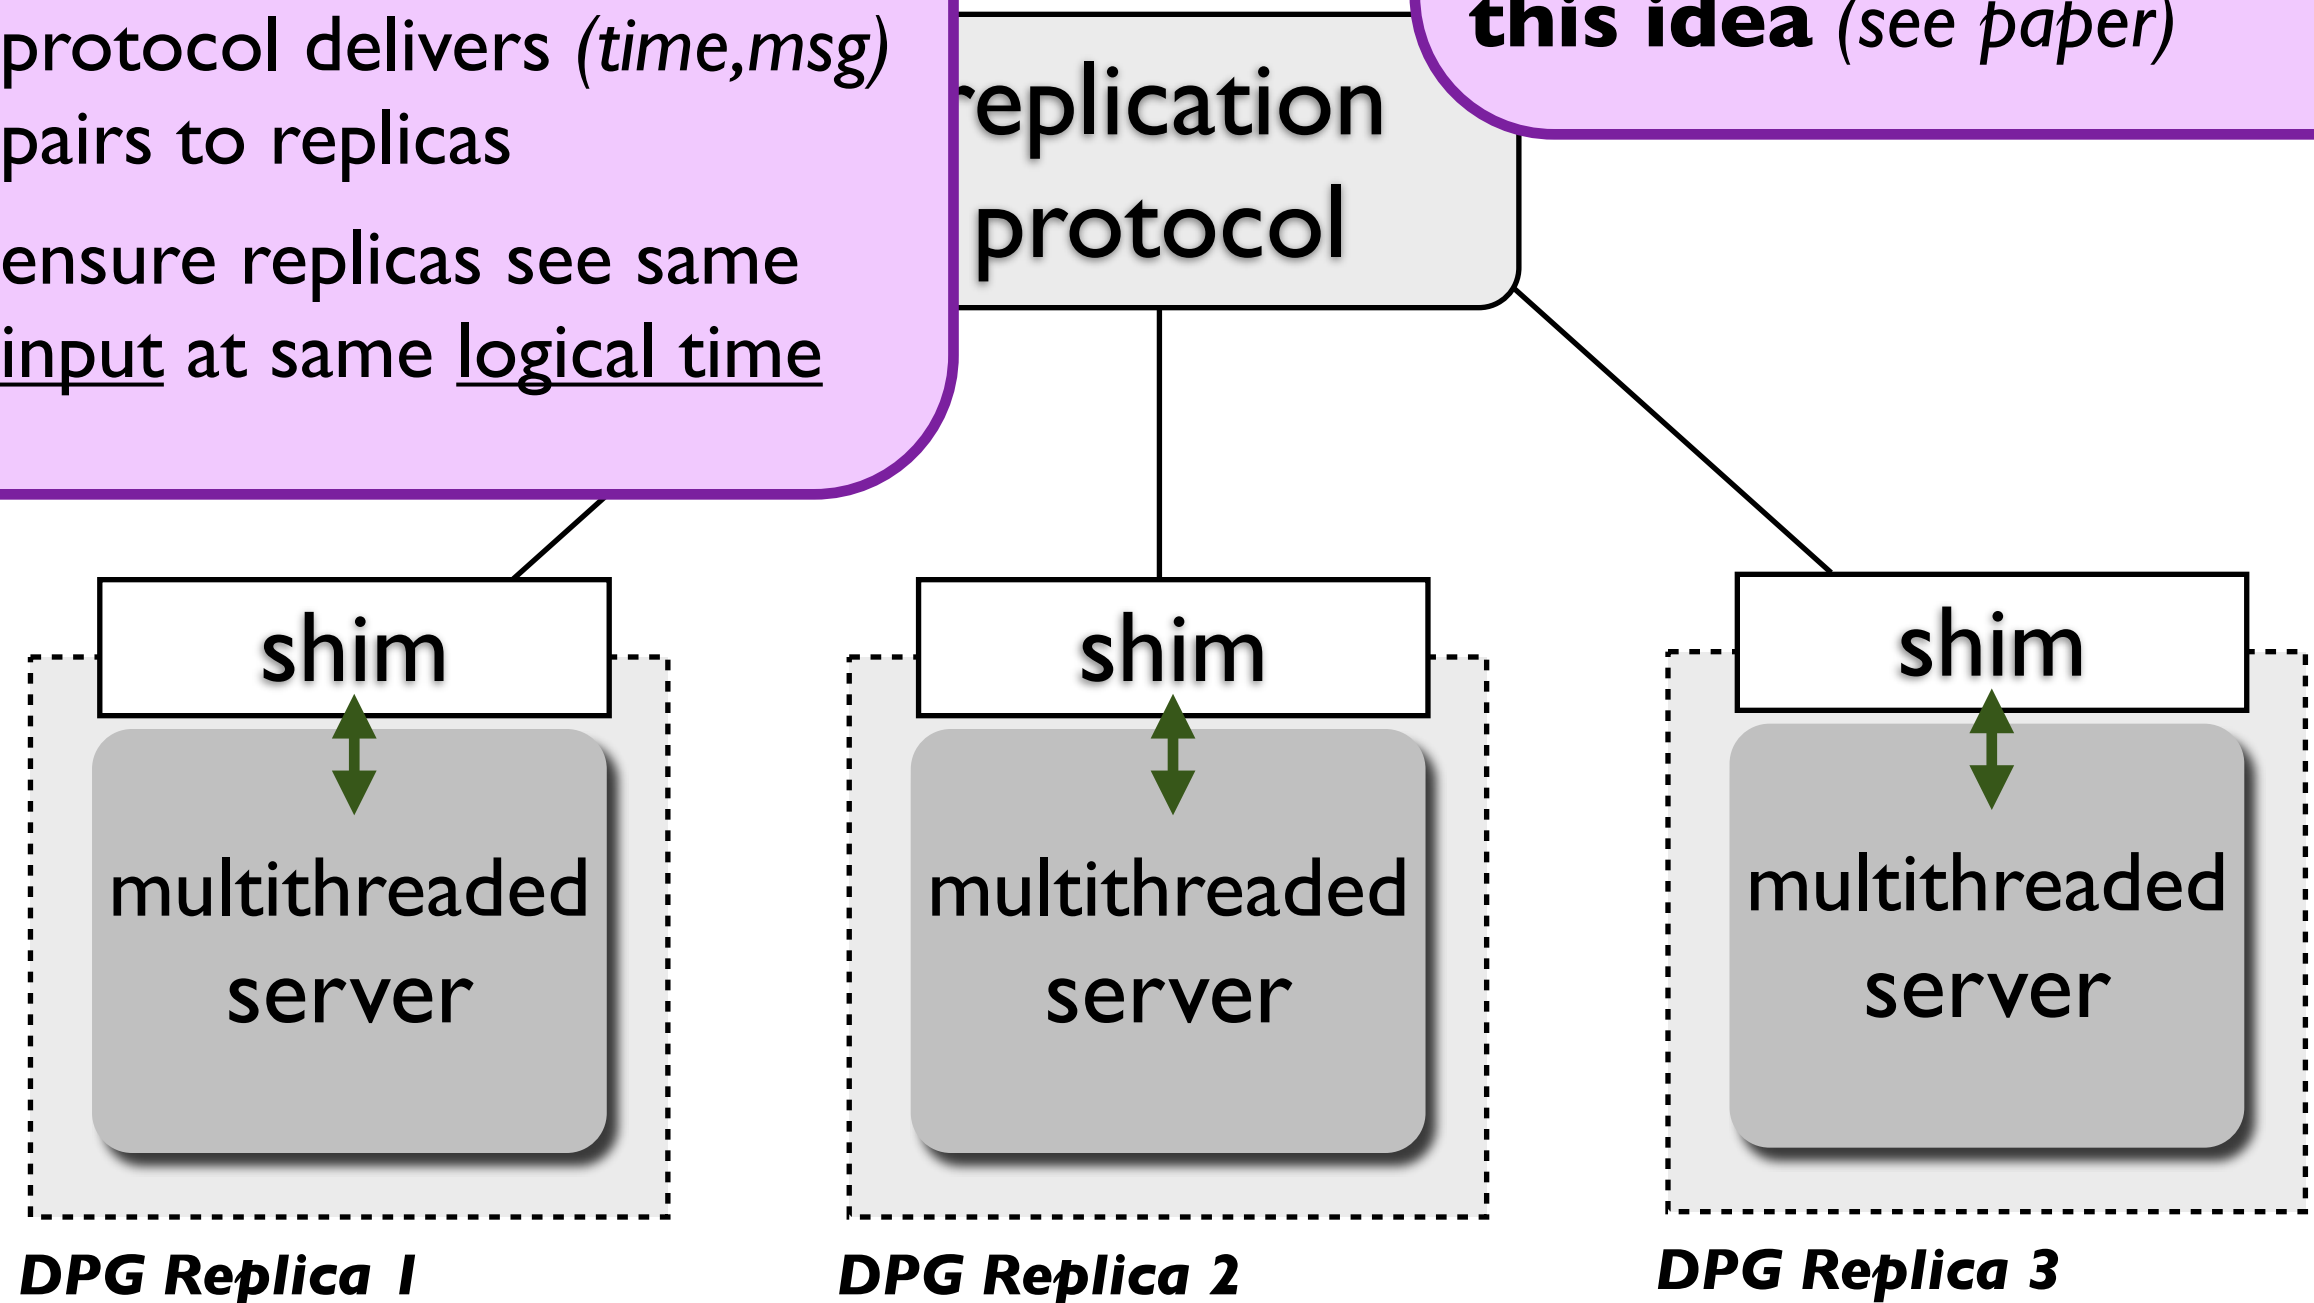 protocol delivers (time,msg)
pairs to replicas
ensure replicas see same
input at same logical time
this idea (see paper)
replication
protocol
shim
shim
shim
multithreaded
server
multithreaded
server
multithreaded
server
DPG Replica 1
DPG Replica 2
DPG Replica 3